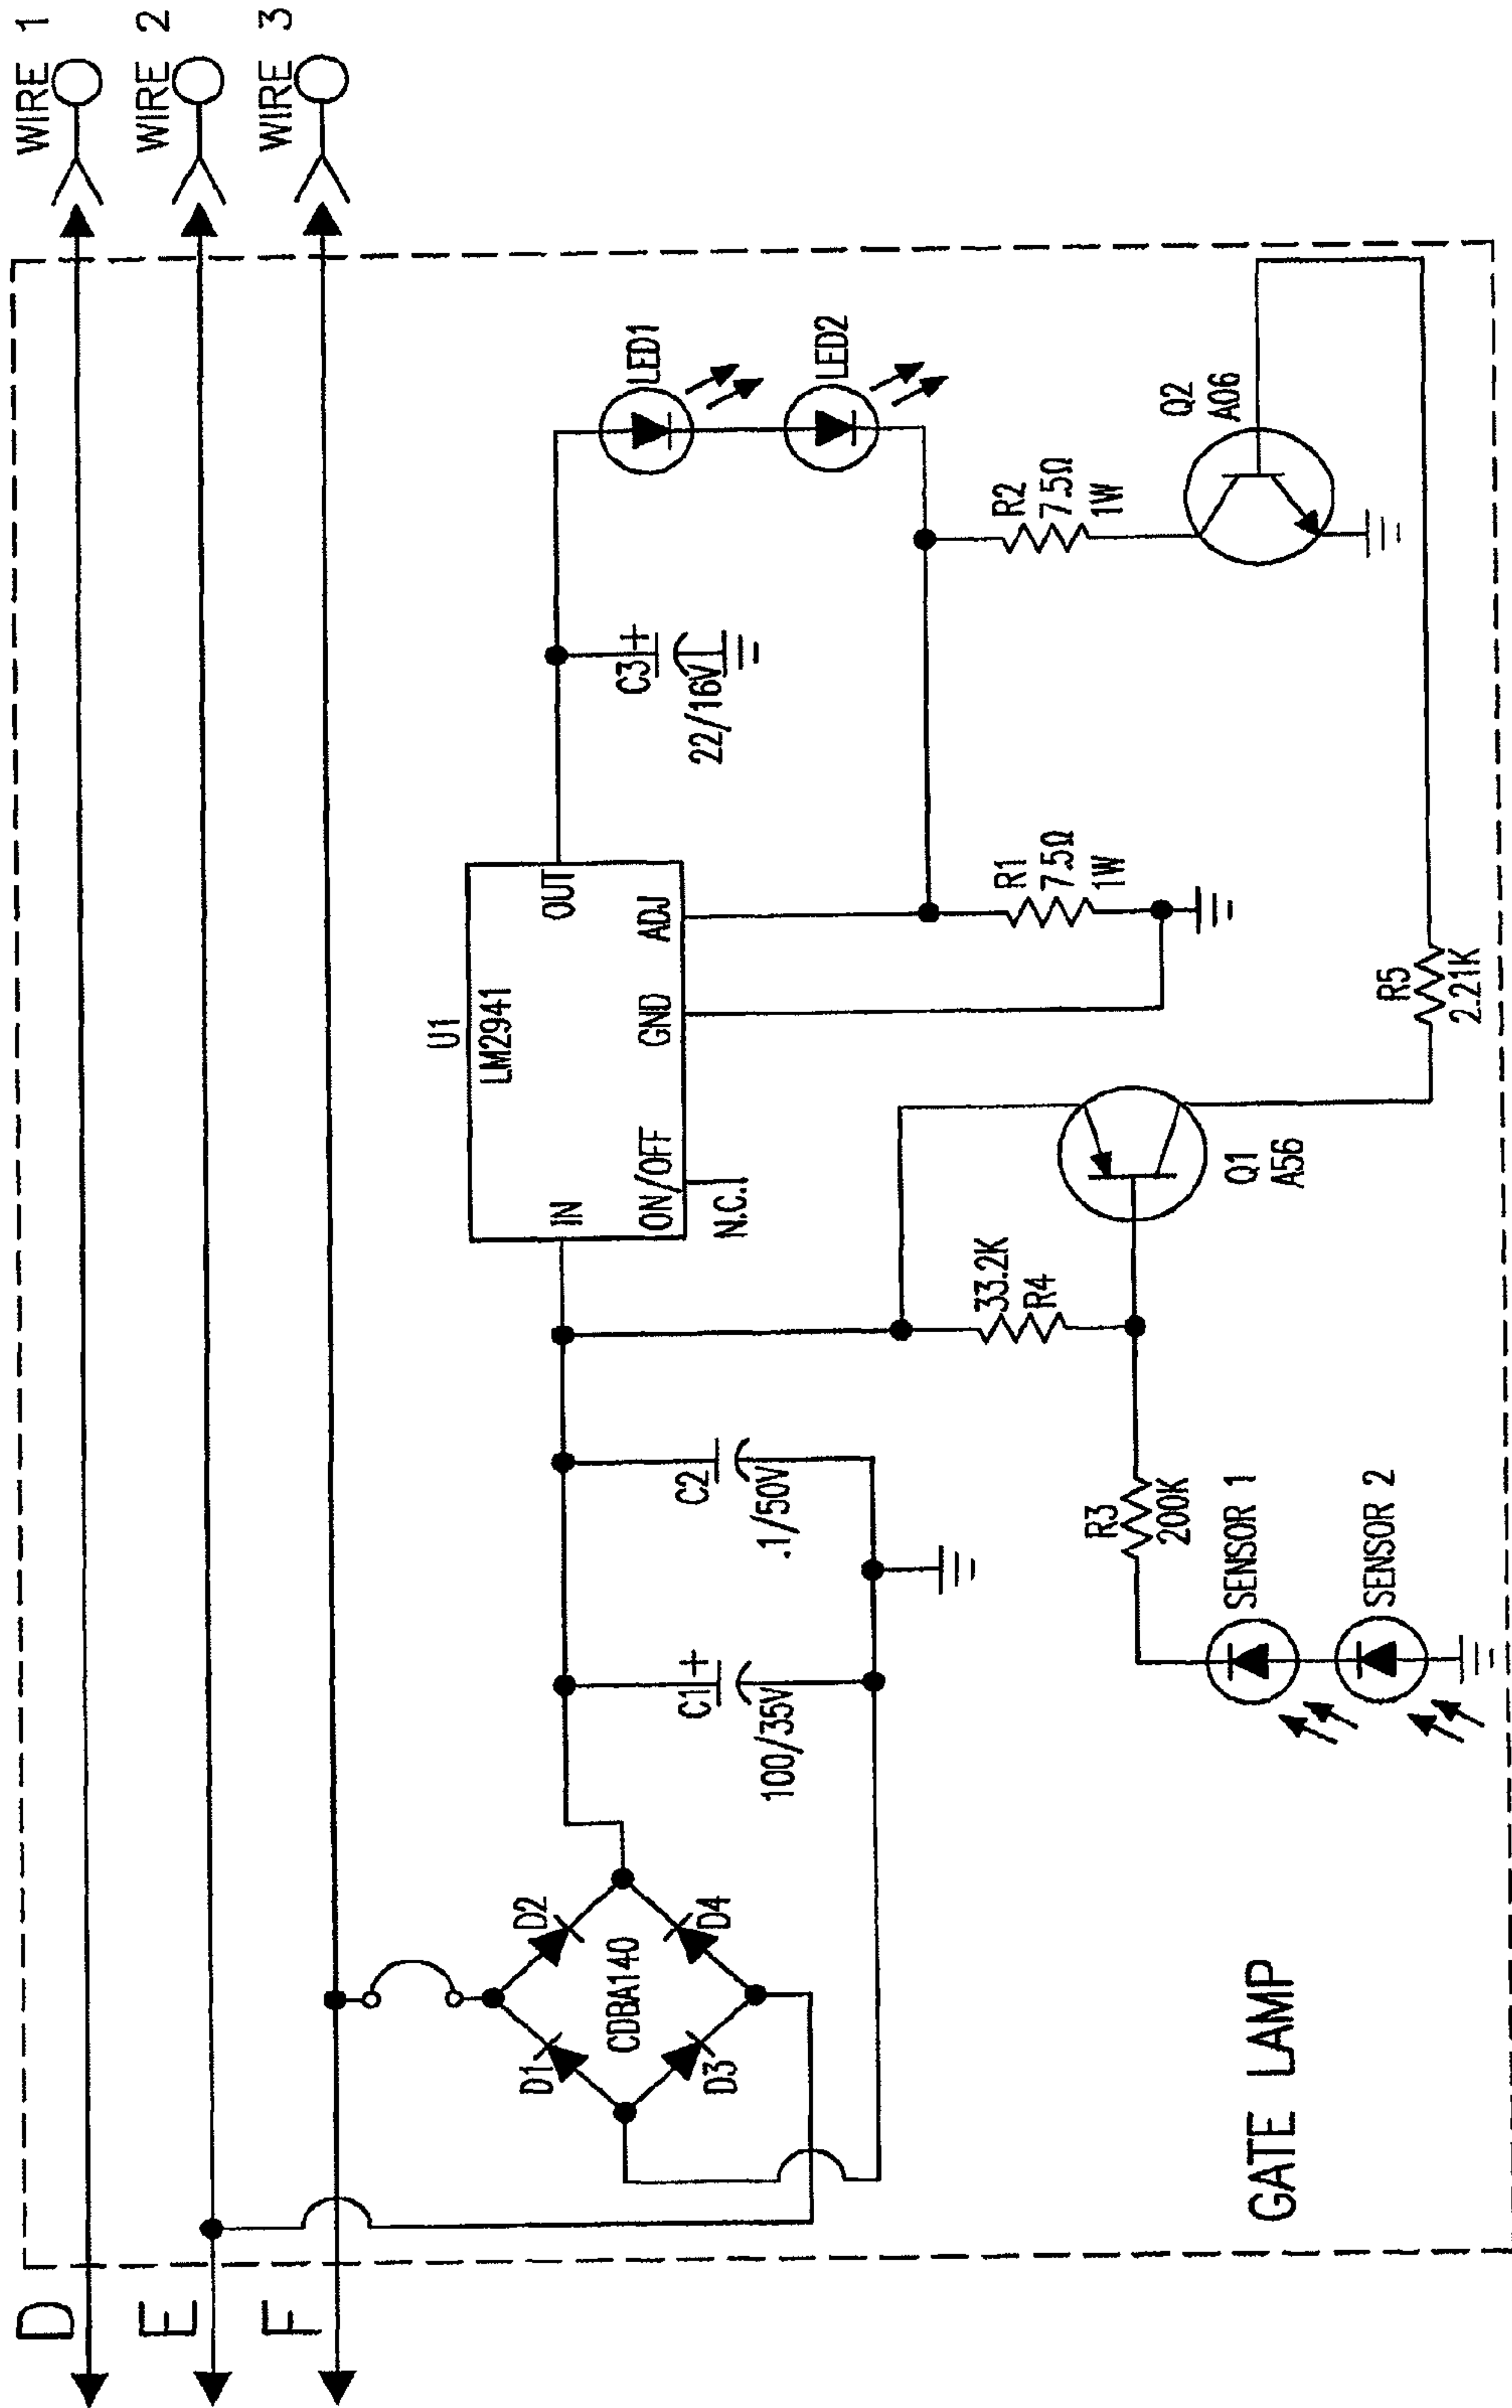 WIRE 1
WIRE 2
WIRE 3
D
E
F
D1
D2
CDBA140
D3
D4
C1
+
100/35V
C2
.1/50V
U1
LM2941
IN
OUT
ON/OFF
GND
ADJ
N.C.
C3
+
22/16V
LED1
LED2
33.2K
R4
R1
7.5Ω
1W
R2
7.5Ω
1W
Q1
A56
Q2
A06
R3
200K
R5
2.21K
SENSOR 1
SENSOR 2
GATE LAMP